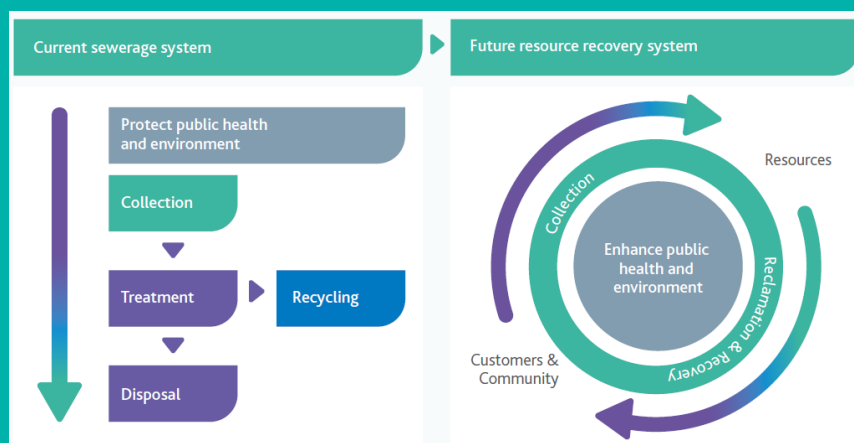 Current sewerage system
Future resource recovery system
Protect public health
and environment
Collection
Treatment
Recycling
Disposal
Resources
Collection
Enhance public
health and
environment
Reclamation & Recovery
Customers &
Community